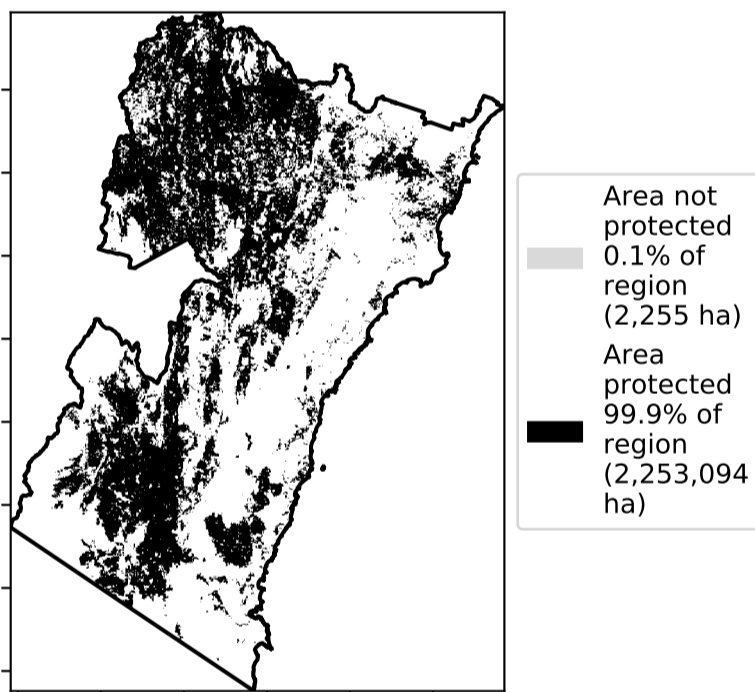 Area not
protected
0.1% of
region
(2,255 ha)
Area
protected
99.9% of
region
(2,253,094
ha)